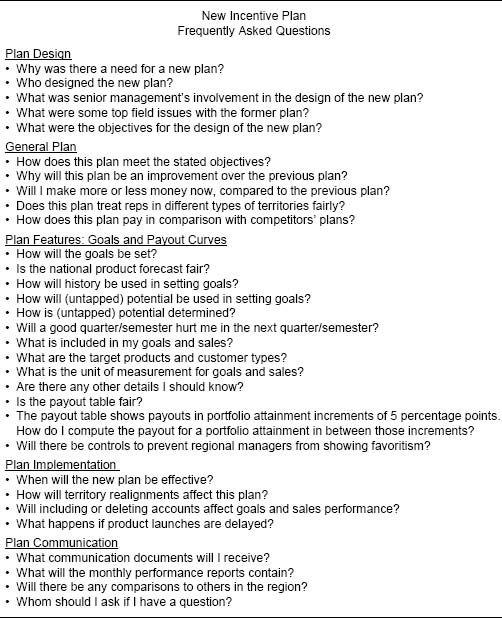 New Incentive Plan
Frequently Asked Questions
Plan Design
• Why was there a need for a new plan?
• Who designed the new plan?
• What was senior management's involvement in the design of the new plan?
• What were some top field issues with the former plan?
• What were the objectives for the design of the new plan?
General Plan
• How does this plan meet the stated objectives?
• Why will this plan be an improvement over the previous plan?
• Will I make more or less money now, compared to the previous plan?
• Does this plan treat reps in different types of territories fairly?
• How does this plan pay in comparison with competitors' plans?
Plan Features: Goals and Payout Curves
• How will the goals be set?
• Is the national product forecast fair?
• How will history be used in setting goals?
• How will (untapped) potential be used in setting goals?
• How is (untapped) potential determined?
• Will a good quarter/semester hurt me in the next quarter/semester?
• What is included in my goals and sales?
• What are the target products and customer types?
• What is the unit of measurement for goals and sales?
• Are there any other details I should know?
• Is the payout table fair?
• The payout table shows payouts in portfolio attainment increments of 5 percentage points.
How do I compute the payout for a portfolio attainment in between those increments?
• Will there be controls to prevent regional managers from showing favoritism?
Plan Implementation
• When will the new plan be effective?
• How will territory realignments affect this plan?
• Will including or deleting accounts affect goals and sales performance?
• What happens if product launches are delayed?
Plan Communication
• What communication documents will I receive?
• What will the monthly performance reports contain?
• Will there be any comparisons to others in the region?
• Whom should I ask if I have a question?